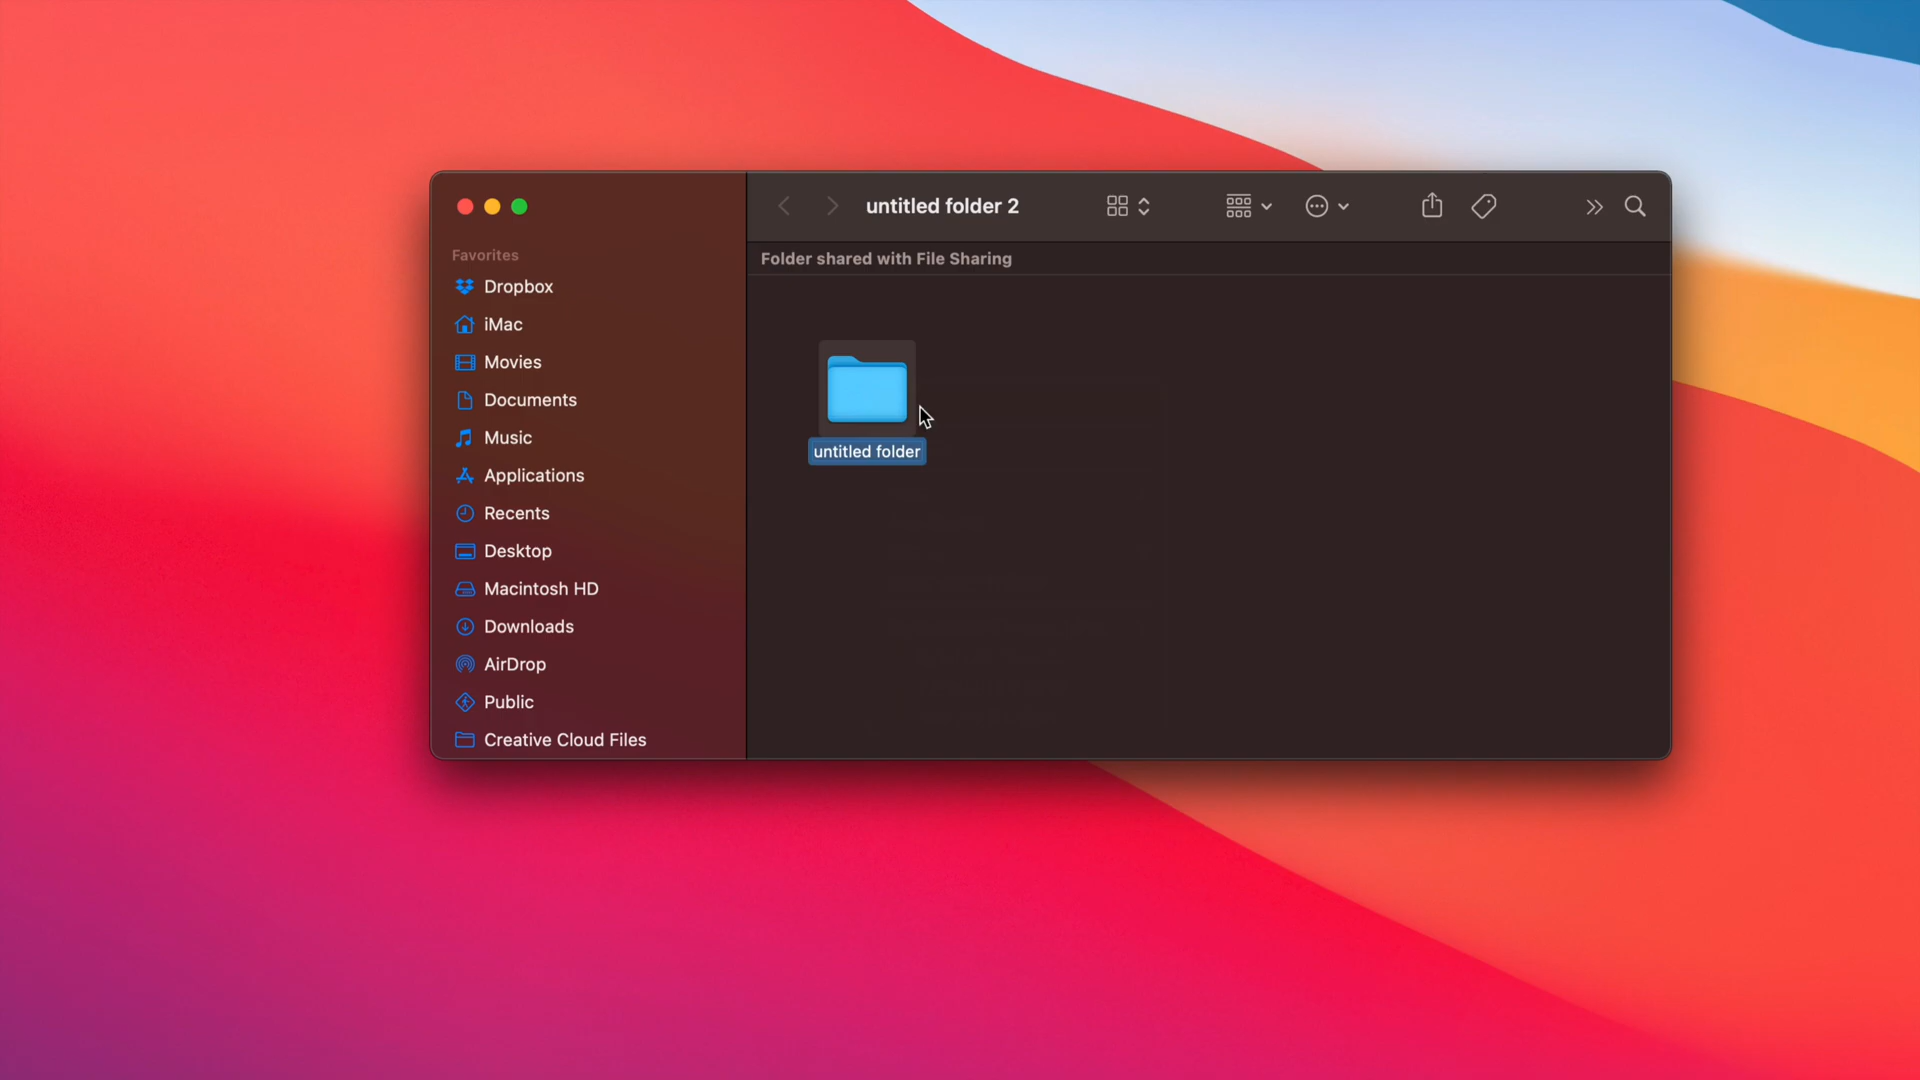 untitled folder 2
Favorites
Dropbox
iMac
Movies
Documents
Music
Applications
Recents
Desktop
Macintosh HD
Downloads
AirDrop
Public
Creative Cloud Files
Folder shared with File Sharing
untitled folder